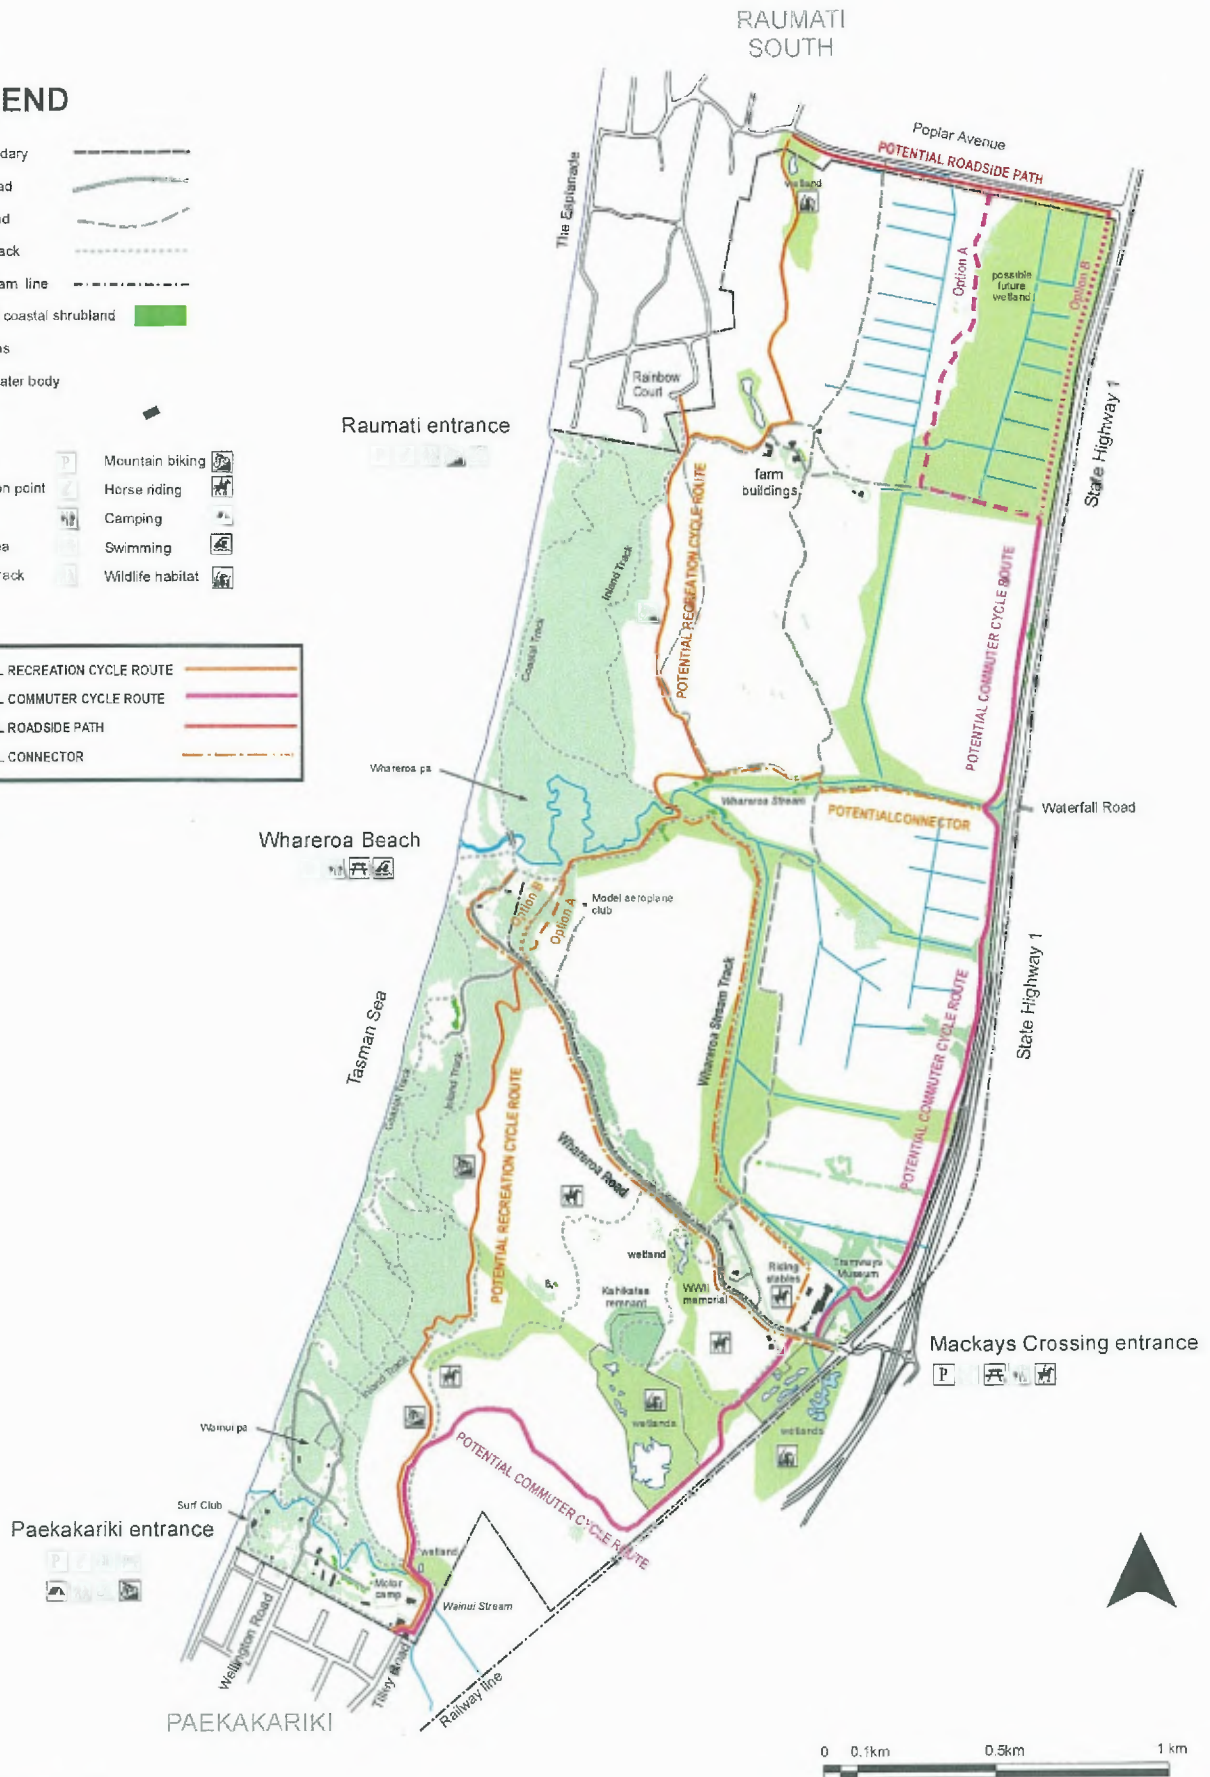 RAUMATI
SOUTH
END
dary
ad
d
ack
am line
coastal shrubland
as
ater body
P
Mountain biking
n point
Horse riding
Camping
ea
Swimming
rack
Wildlife habitat
L RECREATION CYCLE ROUTE
L COMMUTER CYCLE ROUTE
L ROADSIDE PATH
L CONNECTOR
Poplar Avenue
POTENTIAL ROADSIDE PATH
The Esplanade
wetland
Option A
possible
future
wetland
Option B
State Highway 1
Rainbow
Court
Raumati entrance
farm
buildings
POTENTIAL RECREATION CYCLE ROUTE
Inland Track
Coastal Track
POTENTIAL COMMUTER CYCLE ROUTE
Whareroa pa
Whareroa Stream
POTENTIAL CONNECTOR
Waterfall Road
Whareroa Beach
Option B
Option A
Model aeroplane
club
Tasman Sea
Whareroa Stream Track
POTENTIAL COMMUTER CYCLE ROUTE
State Highway 1
Coastal Track
Inland Track
POTENTIAL RECREATION CYCLE ROUTE
Whareroa Road
wetland
Riding
stables
Tramways
Museum
Kahikatea
remnant
WWII
memorial
Mackays Crossing entrance
P
Inland Track
wetlands
wetlands
Wainui pa
POTENTIAL COMMUTER CYCLE ROUTE
Surf Club
Paekakariki entrance
P
wetland
Motor
camp
Wainui Stream
Wellington Road
Tilley Road
Railway line
PAEKAKARIKI
0 0.1km 0.5km 1 km